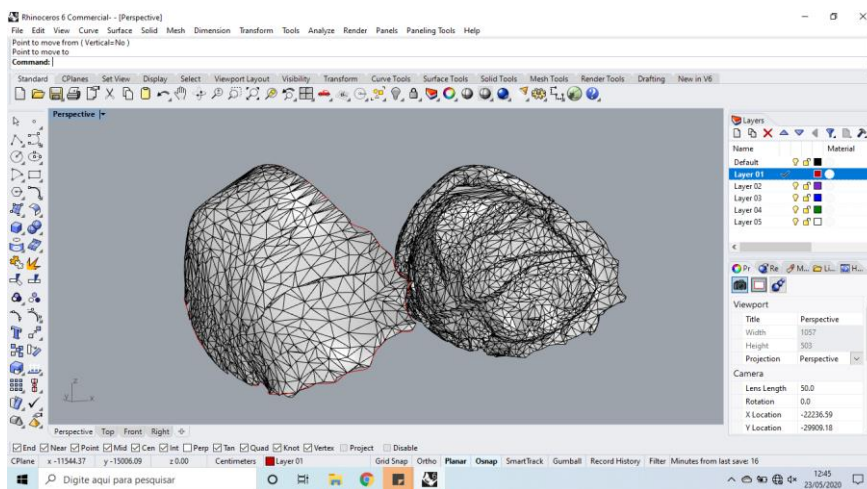 Rhinoceros 6 Commercial- - [Perspective]
File Edit View Curve Surface Solid Mesh Dimension Transform Tools Analyze Render Panels Paneling Tools Help
Point to move from ( Vertical=No )
Point to move to
Command:
Standard CPlanes Set View Display Select Viewport Layout Visibility Transform Curve Tools Surface Tools Solid Tools Mesh Tools Render Tools Drafting New in V6
Perspective
Layers
Name Material
Default
Layer 01
Layer 02
Layer 03
Layer 04
Layer 05
Pr Re M... Li... H...
Viewport
Title Perspective
Width 1057
Height 503
Projection Perspective
Camera
Lens Length 50.0
Rotation 0.0
X Location -22236.59
Y Location -29909.18
z
y x
Perspective Top Front Right
End Near Point Mid Cen Int Perp Tan Quad Knot Vertex Project Disable
CPlane x -11544.37 y -15006.09 z 0.00 Centimeters Layer 01 Grid Snap Ortho Planar Osnap SmartTrack Gumball Record History Filter Minutes from last save: 16
Digite aqui para pesquisar
12:45
23/05/2020